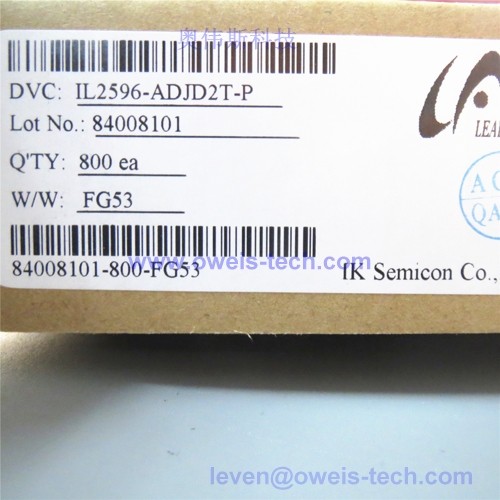 奥伟斯科技
DVC: IL2596-ADJD2T-P
Lot No.: 84008101
LEA
Q'TY: 800 ea
W/W: FG53
QA
www.oweis-tech.com
84008101-800-FG53
IK Semicon Co.,
leven@oweis-tech.com